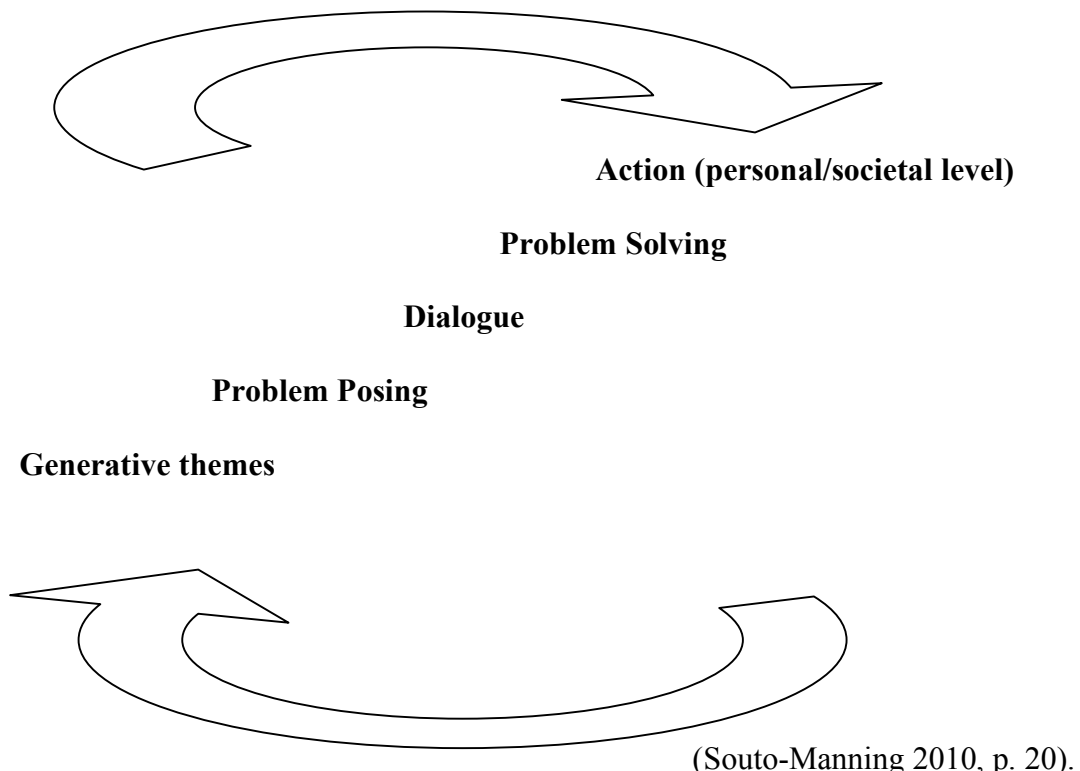 Action (personal/societal level)
Problem Solving
Dialogue
Problem Posing
Generative themes
(Souto-Manning 2010, p. 20).